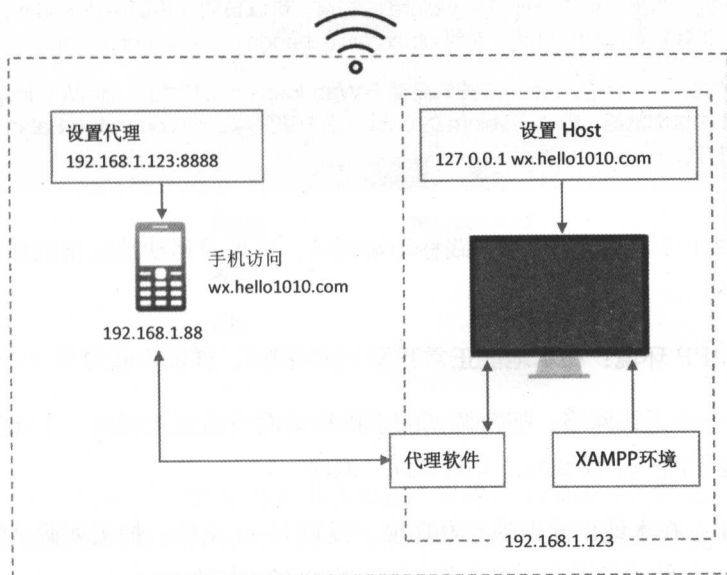 设置代理
192.168.1.123:8888
设置 Host
127.0.0.1 wx.hello1010.com
手机访问
wx.hello1010.com
192.168.1.88
代理软件
XAMPP环境
192.168.1.123